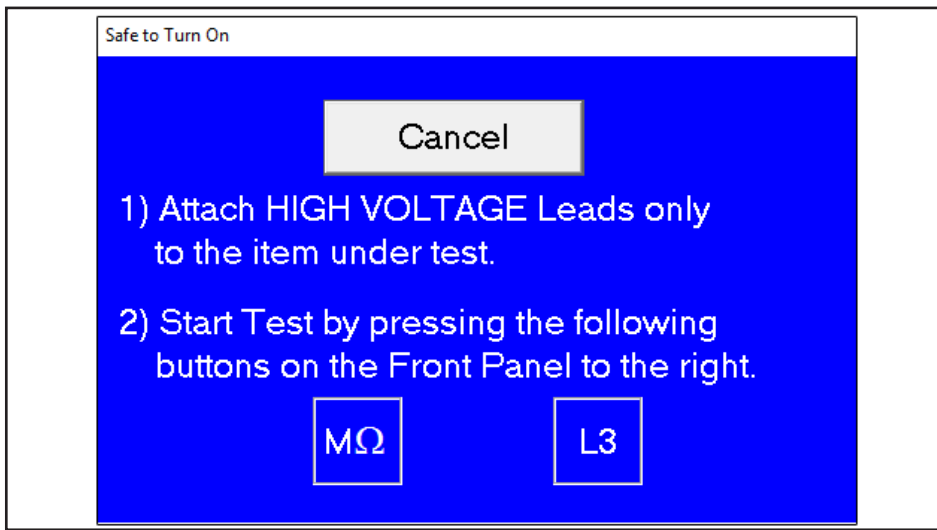 Safe to Turn On
Cancel
1) Attach HIGH VOLTAGE Leads only
to the item under test.
2) Start Test by pressing the following
buttons on the Front Panel to the right.
MΩ L3